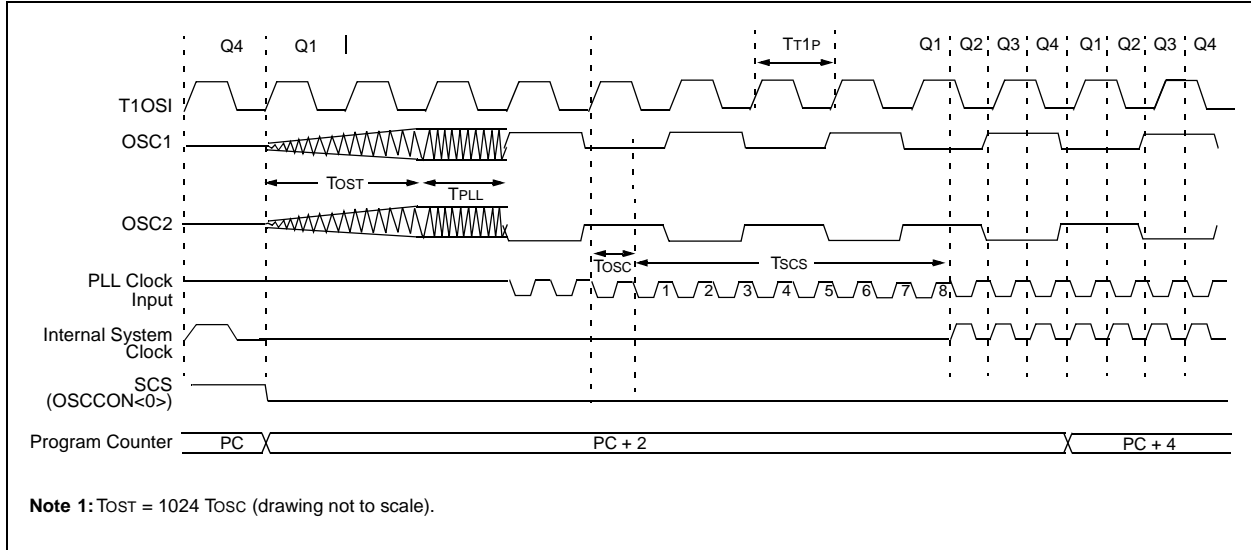 Q4 Q1 TT1P Q1 Q2 Q3 Q4 Q1 Q2 Q3 Q4
T1OSI
OSC1
TOST TPLL
OSC2
TOSC TSCS
PLL Clock
Input
1 2 3 4 5 6 7 8
Internal System
Clock
SCS
(OSCCON<0>)
Program Counter PC PC + 2 PC + 4
Note 1: TOST = 1024 TOSC (drawing not to scale).